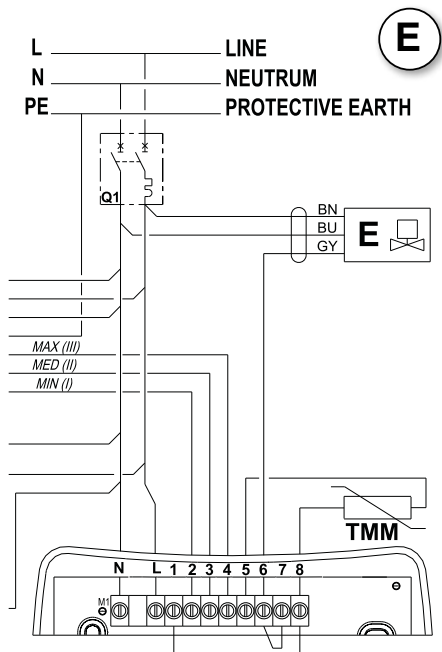 E
L LINE
N NEUTRUM
PE PROTECTIVE EARTH
Q1
BN
BU
GY
E
MAX (III)
MED (II)
MIN (I)
TMM
N L 1 2 3 4 5 6 7 8
M1